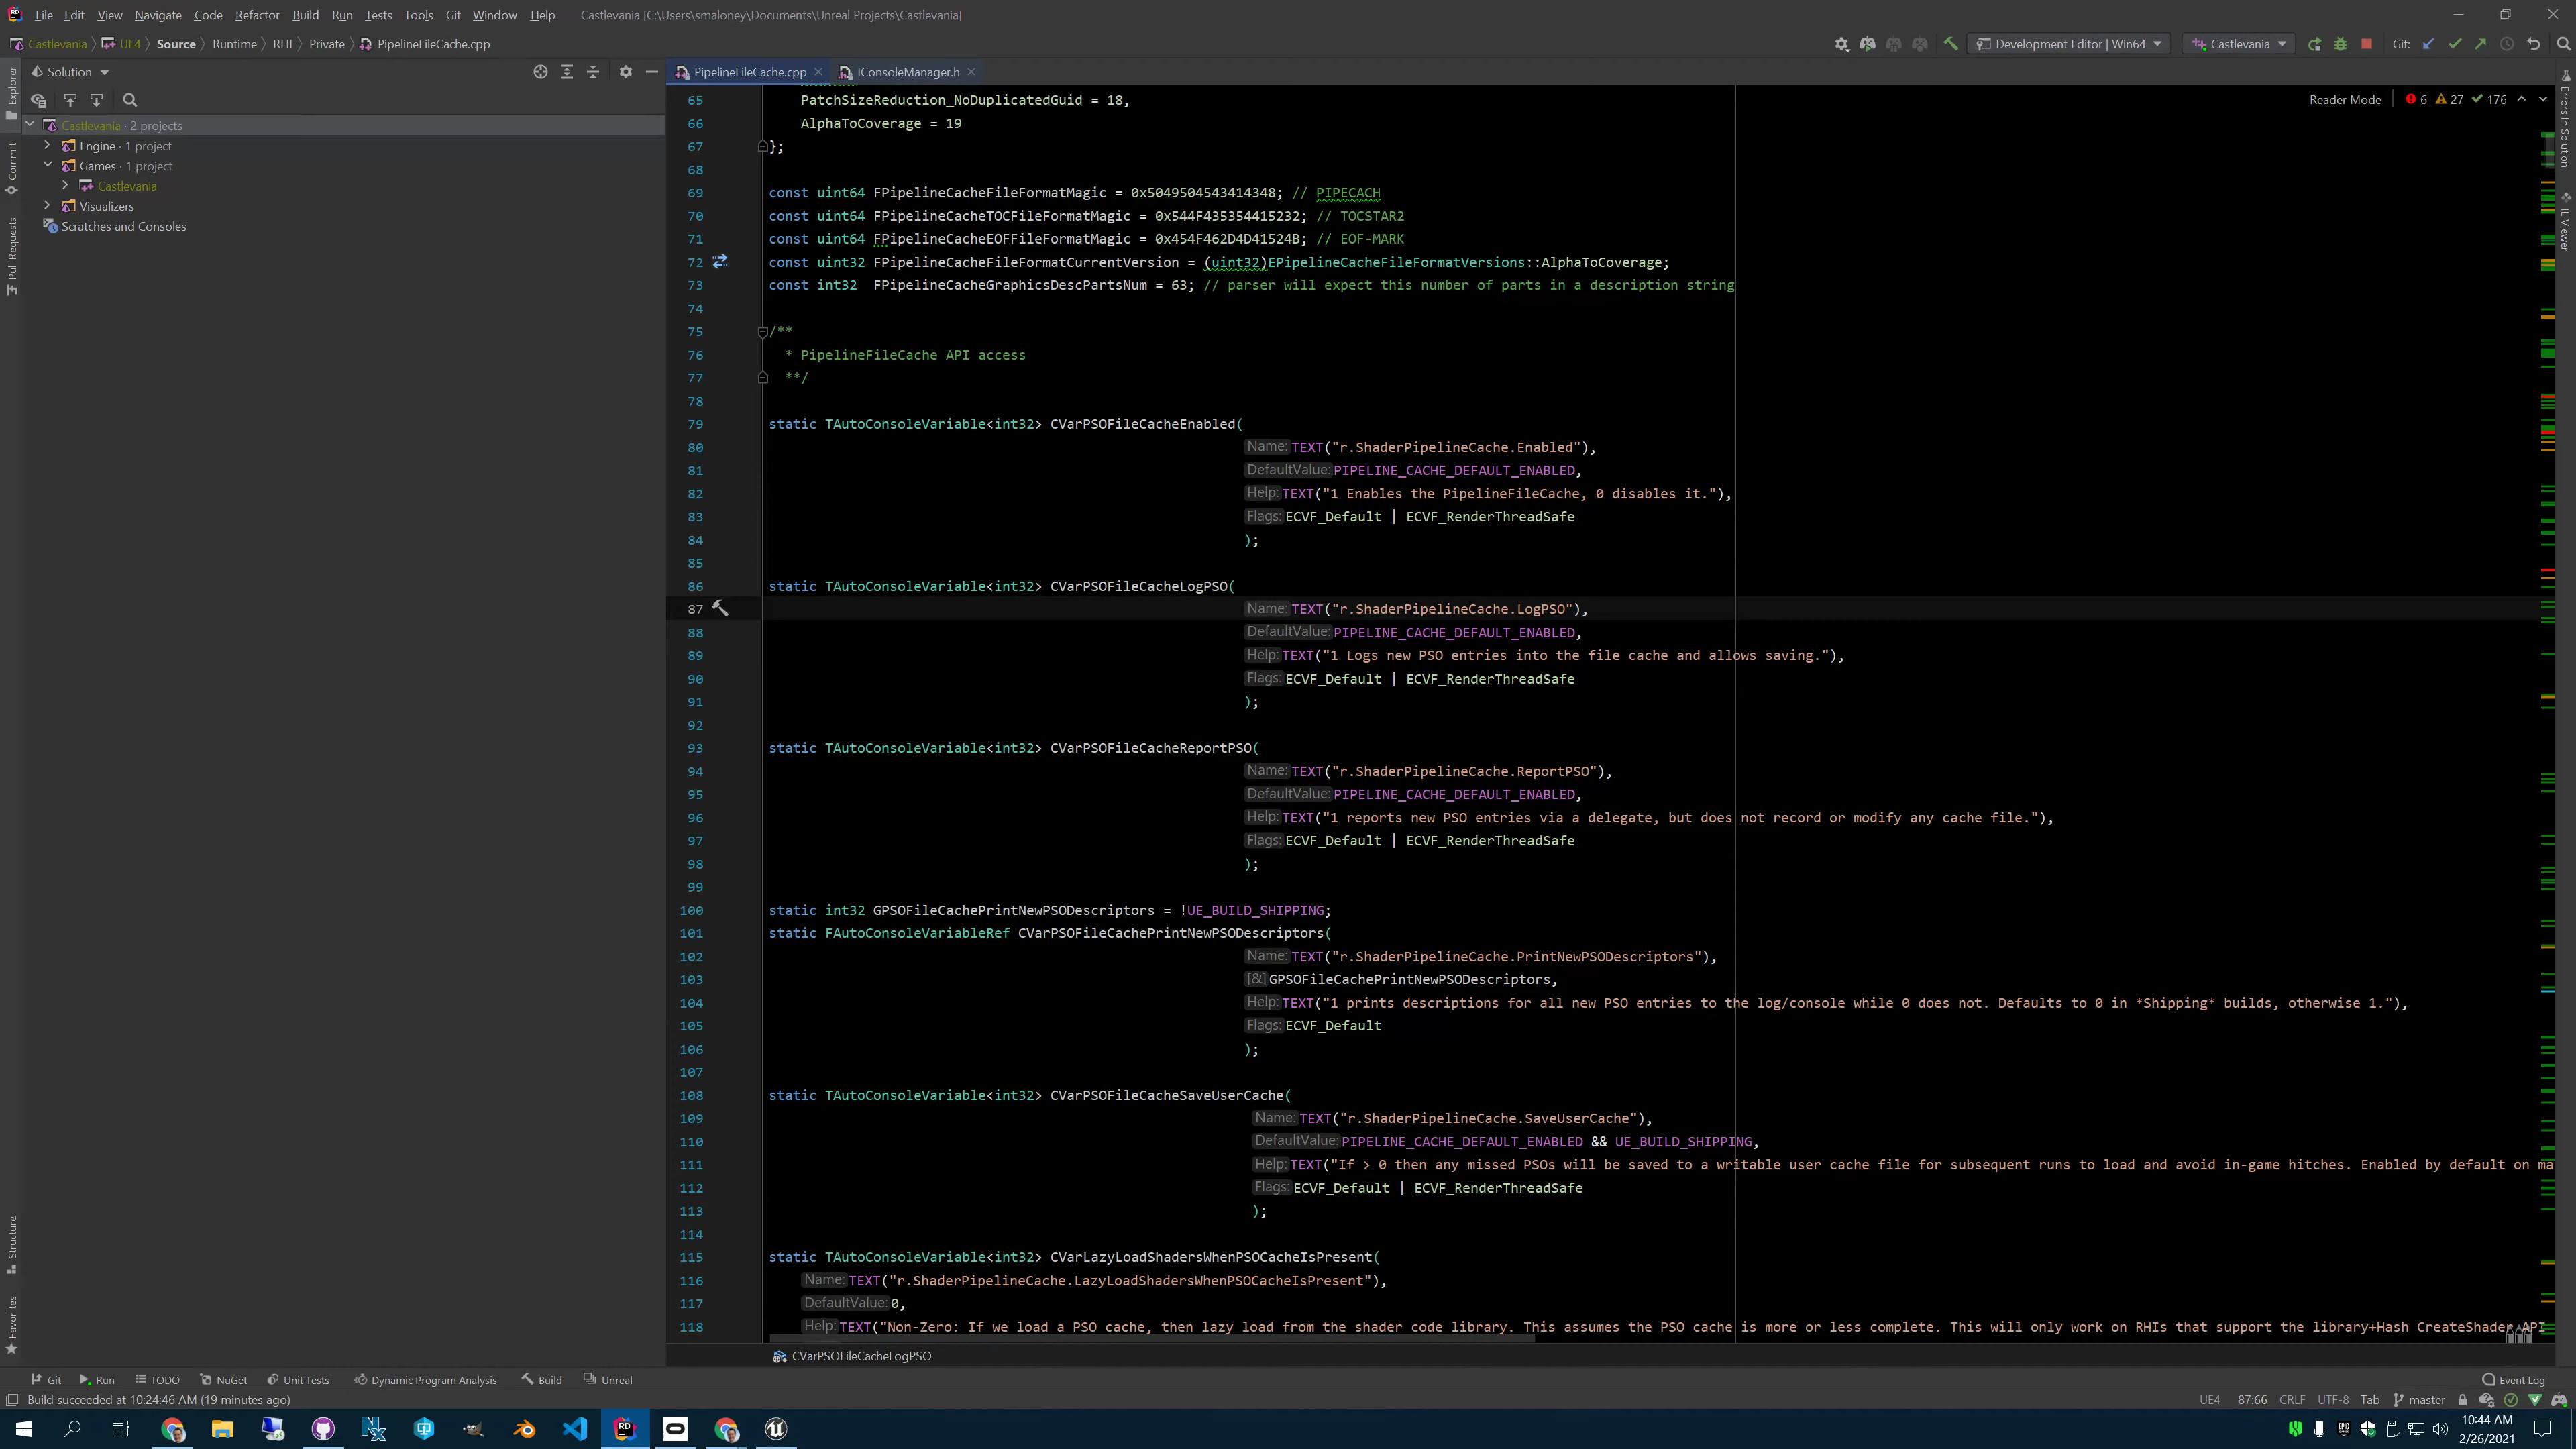 File Edit View Navigate Code Refactor Build Run Tests Tools Git Window Help Castlevania [C:\Users\smaloney\Documents\Unreal Projects\Castlevania]
Castlevania UE4 Source Runtime RHI Private PipelineFileCache.cpp Development Editor | Win64 Castlevania Git:
Solution
PipelineFileCache.cpp IConsoleManager.h
Castlevania · 2 projects
Engine · 1 project
Games · 1 project
Castlevania
Visualizers
Scratches and Consoles
Explorer
Commit
Pull Requests
Structure
Favorites
Reader Mode 6 27 176
Errors In Solution
IL Viewer
65 PatchSizeReduction_NoDuplicatedGuid = 18,
66 AlphaToCoverage = 19
67 };
68
69 const uint64 FPipelineCacheFileFormatMagic = 0x5049504543414348; // PIPECACH
70 const uint64 FPipelineCacheTOCFileFormatMagic = 0x544F435354415232; // TOCSTAR2
71 const uint64 FPipelineCacheEOFFileFormatMagic = 0x454F462D4D41524B; // EOF-MARK
72 const uint32 FPipelineCacheFileFormatCurrentVersion = (uint32)EPipelineCacheFileFormatVersions::AlphaToCoverage;
73 const int32 FPipelineCacheGraphicsDescPartsNum = 63; // parser will expect this number of parts in a description string
74
75 /**
76 * PipelineFileCache API access
77 **/
78
79 static TAutoConsoleVariable<int32> CVarPSOFileCacheEnabled(
80 Name: TEXT("r.ShaderPipelineCache.Enabled"),
81 DefaultValue: PIPELINE_CACHE_DEFAULT_ENABLED,
82 Help: TEXT("1 Enables the PipelineFileCache, 0 disables it."),
83 Flags: ECVF_Default | ECVF_RenderThreadSafe
84 );
85
86 static TAutoConsoleVariable<int32> CVarPSOFileCacheLogPSO(
87 Name: TEXT("r.ShaderPipelineCache.LogPSO"),
88 DefaultValue: PIPELINE_CACHE_DEFAULT_ENABLED,
89 Help: TEXT("1 Logs new PSO entries into the file cache and allows saving."),
90 Flags: ECVF_Default | ECVF_RenderThreadSafe
91 );
92
93 static TAutoConsoleVariable<int32> CVarPSOFileCacheReportPSO(
94 Name: TEXT("r.ShaderPipelineCache.ReportPSO"),
95 DefaultValue: PIPELINE_CACHE_DEFAULT_ENABLED,
96 Help: TEXT("1 reports new PSO entries via a delegate, but does not record or modify any cache file."),
97 Flags: ECVF_Default | ECVF_RenderThreadSafe
98 );
99
100 static int32 GPSOFileCachePrintNewPSODescriptors = !UE_BUILD_SHIPPING;
101 static FAutoConsoleVariableRef CVarPSOFileCachePrintNewPSODescriptors(
102 Name: TEXT("r.ShaderPipelineCache.PrintNewPSODescriptors"),
103 [&] GPSOFileCachePrintNewPSODescriptors,
104 Help: TEXT("1 prints descriptions for all new PSO entries to the log/console while 0 does not. Defaults to 0 in *Shipping* builds, otherwise 1."),
105 Flags: ECVF_Default
106 );
107
108 static TAutoConsoleVariable<int32> CVarPSOFileCacheSaveUserCache(
109 Name: TEXT("r.ShaderPipelineCache.SaveUserCache"),
110 DefaultValue: PIPELINE_CACHE_DEFAULT_ENABLED && UE_BUILD_SHIPPING,
111 Help: TEXT("If > 0 then any missed PSOs will be saved to a writable user cache file for subsequent runs to load and avoid in-game hitches. Enabled by default on ma
112 Flags: ECVF_Default | ECVF_RenderThreadSafe
113 );
114
115 static TAutoConsoleVariable<int32> CVarLazyLoadShadersWhenPSOCacheIsPresent(
116 Name: TEXT("r.ShaderPipelineCache.LazyLoadShadersWhenPSOCacheIsPresent"),
117 DefaultValue: 0,
118 Help: TEXT("Non-Zero: If we load a PSO cache, then lazy load from the shader code library. This assumes the PSO cache is more or less complete. This will only work on RHIs that support the library+Hash CreateShader API
CVarPSOFileCacheLogPSO
Git Run TODO NuGet Unit Tests Dynamic Program Analysis Build Unreal Event Log
Build succeeded at 10:24:46 AM (19 minutes ago) UE4 87:66 CRLF UTF-8 Tab master
10:44 AM
2/26/2021